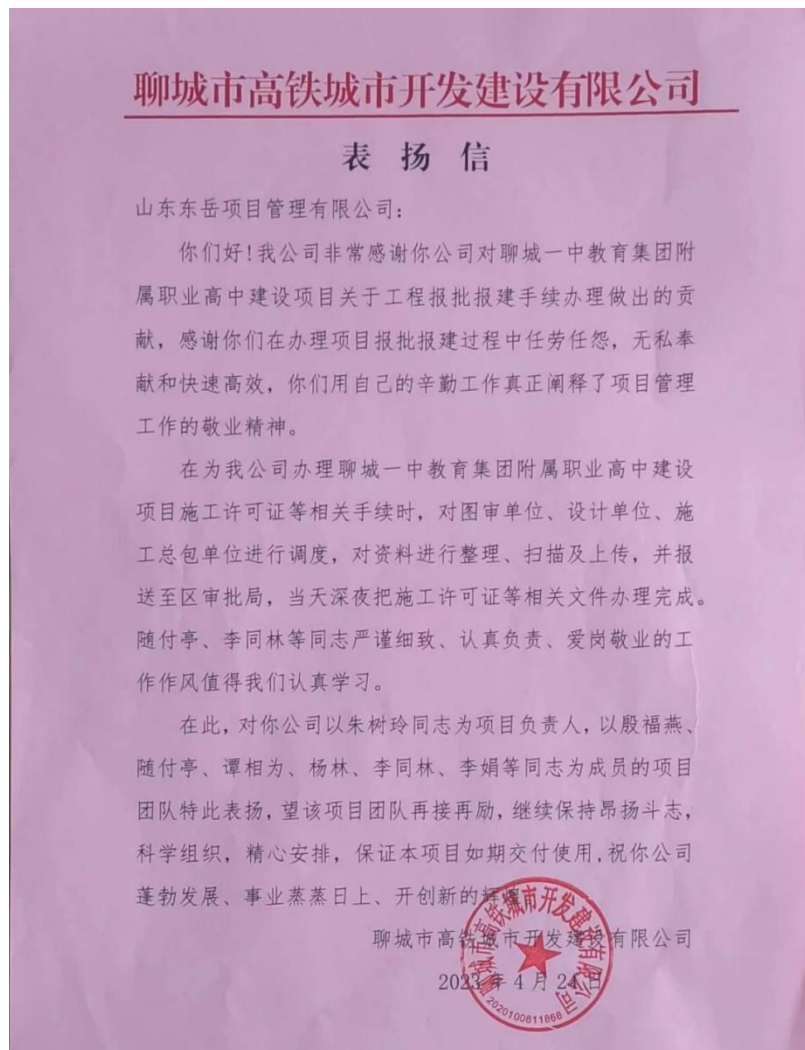 聊城市高铁城市开发建设有限公司
表扬信
山东东岳项目管理有限公司：
你们好!我公司非常感谢你公司对聊城一中教育集团附
属职业高中建设项目关于工程报批报建手续办理做出的贡
献，感谢你们在办理项目报批报建过程中任劳任怨，无私奉
献和快速高效，你们用自己的辛勤工作真正阐释了项目管理
工作的敬业精神。
在为我公司办理聊城一中教育集团附属职业高中建设
项目施工许可证等相关手续时，对图审单位、设计单位、施
工总包单位进行调度，对资料进行整理、扫描及上传，并报
送至区审批局，当天深夜把施工许可证等相关文件办理完成。
随付亭、李同林等同志严谨细致、认真负责、爱岗敬业的工
作作风值得我们认真学习。
在此，对你公司以朱树玲同志为项目负责人，以殷福燕、
随付亭、谭相为、杨林、李同林、李娟等同志为成员的项目
团队特此表扬，望该项目团队再接再励，继续保持昂扬斗志，
科学组织，精心安排，保证本项目如期交付使用,祝你公司
蓬勃发展、事业蒸蒸日上、开创新的辉煌。
聊城市高铁城市开发建设有限公司
2023年4月24日
聊城市高铁城市开发建设有限公司
2020100811868